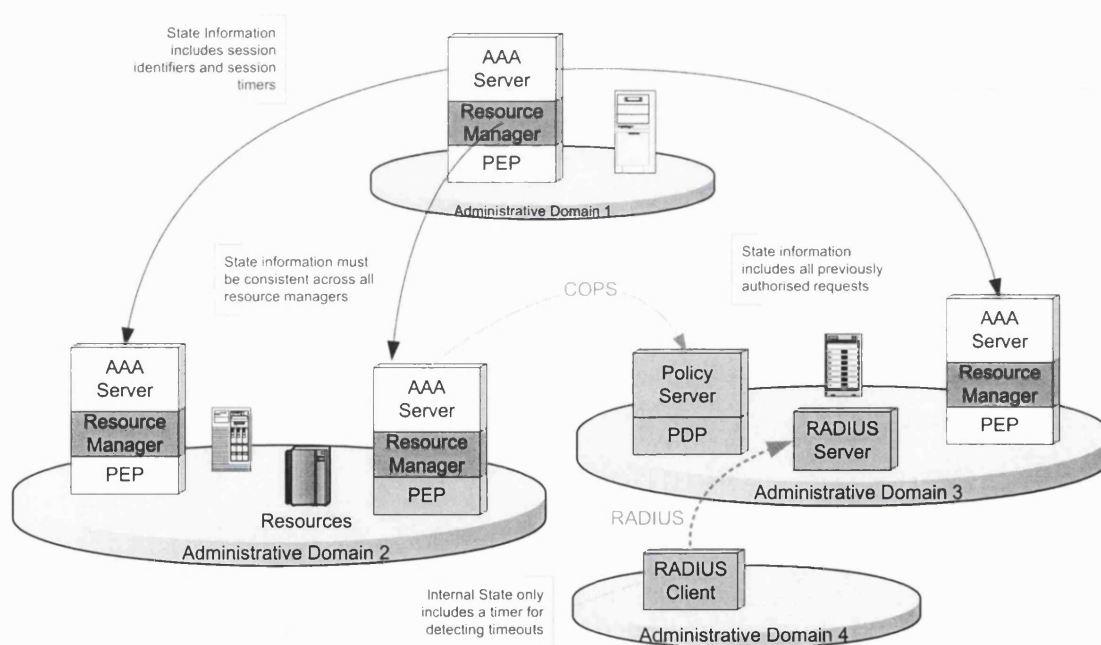 State Information
includes session
identifiers and session
timers
AAA
Server
Resource
Manager
PEP
Administrative Domain 1
State information must
be consistent across all
resource managers
COPS
State information
includes all previously
authorised requests
AAA
Server
Resource
Manager
PEP
Resources
AAA
Server
Resource
Manager
PEP
Administrative Domain 2
Policy
Server
PDP
RADIUS
Server
AAA
Server
Resource
Manager
PEP
Administrative Domain 3
RADIUS
Internal State only
includes a timer for
detecting timeouts
RADIUS
Client
Administrative Domain 4